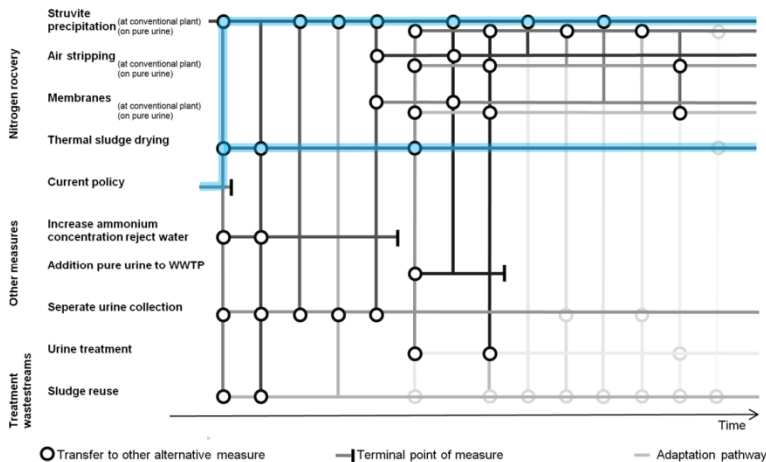 Nitrogen rocvery
Struvite
precipitation (at conventional plant)
(on pure urine)
Air stripping (at conventional plant)
(on pure urine)
Membranes (at conventional plant)
(on pure urine)
Thermal sludge drying
Current policy
Other measures
Increase ammonium
concentration reject water
Addition pure urine to WWTP
Seperate urine collection
Treatment
wastestreams
Urine treatment
Sludge reuse
Time
Transfer to other alternative measure
Terminal point of measure
Adaptation pathway